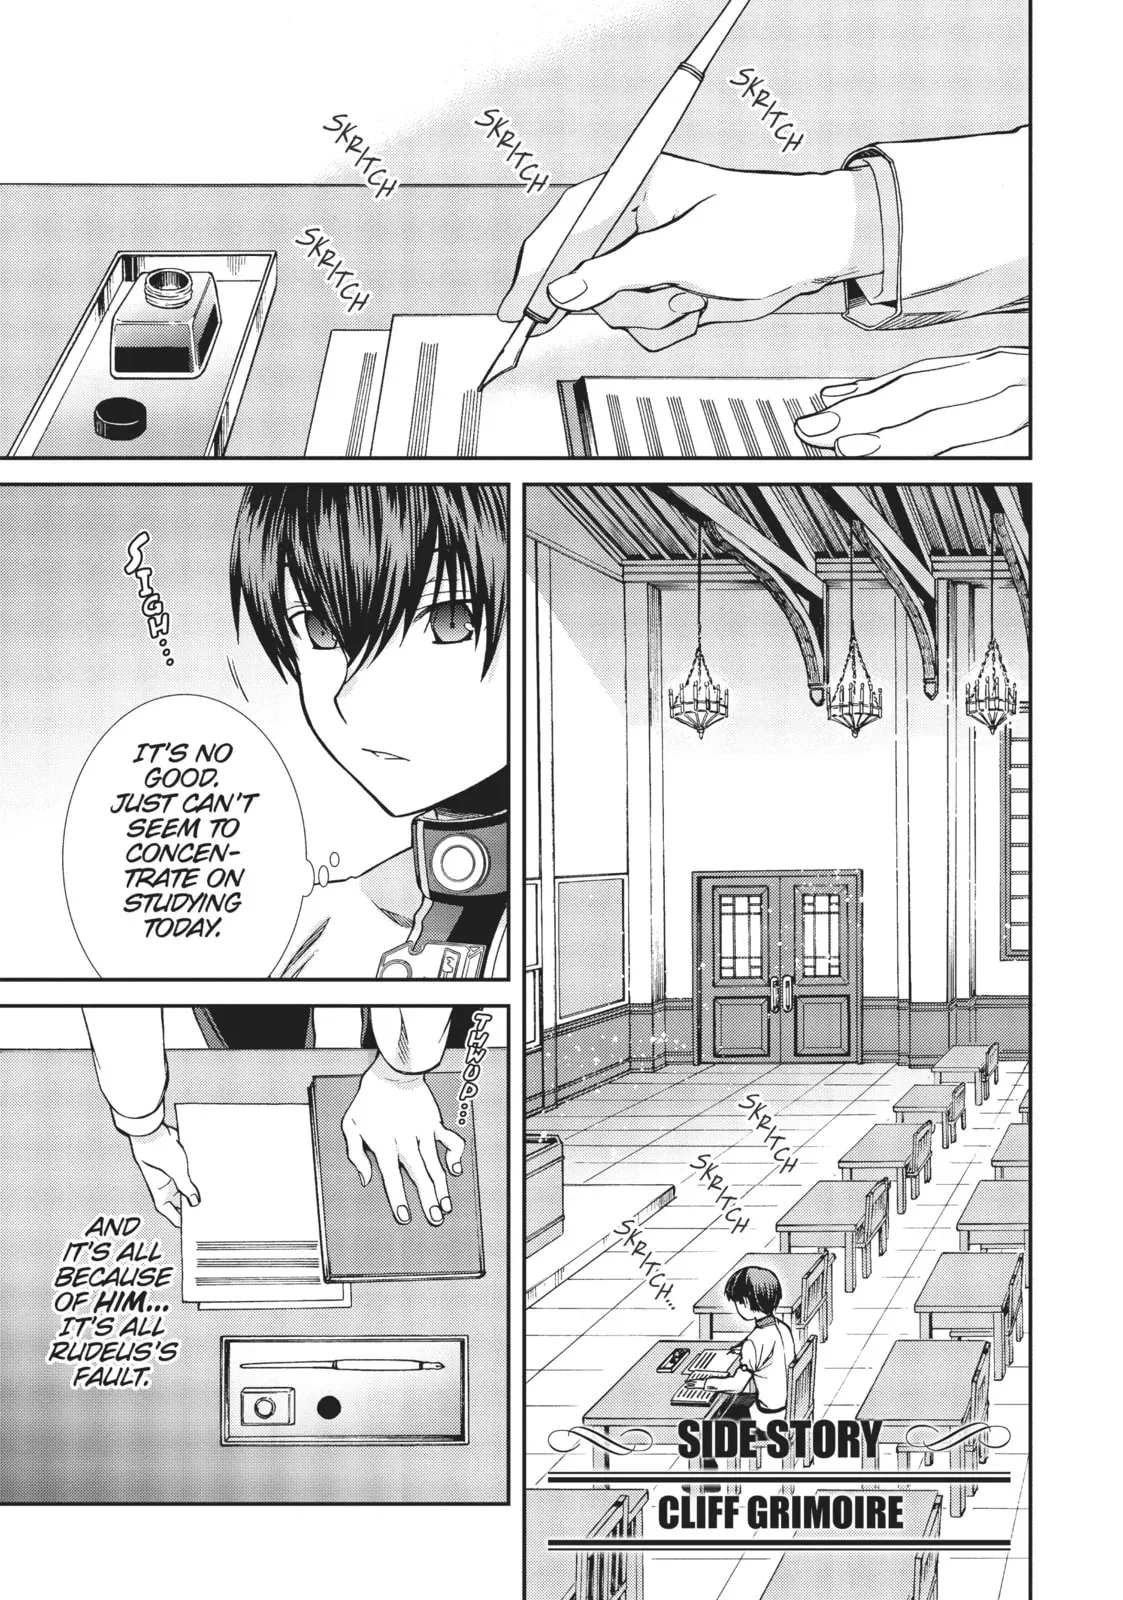 SKRITCH
SKRITCH
SKRITCH
SKRITCH
SKRITCH
SKRITCH
SKRITCH...
SIDE STORY
CLIFF GRIMOIRE
SIGH...
IT'S NO
GOOD.
JUST CAN'T
SEEM TO
CONCEN-
TRATE ON
STUDYING
TODAY.
THWUP...
AND
IT'S ALL
BECAUSE
OF HIM...
IT'S ALL
RUDEUS'S
FAULT.